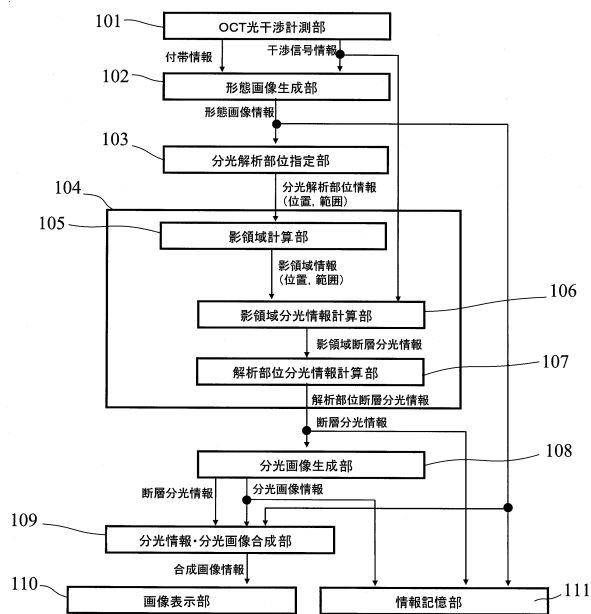 101
OCT光干渉計測部
付帯情報
干渉信号情報
102
形態画像生成部
形態画像情報
103
分光解析部位指定部
分光解析部位情報
(位置, 範囲)
104
105
影領域計算部
影領域情報
(位置, 範囲)
106
影領域分光情報計算部
影領域断層分光情報
107
解析部位分光情報計算部
解析部位断層分光情報
断層分光情報
108
分光画像生成部
断層分光情報
分光画像情報
109
分光情報・分光画像合成部
合成画像情報
110
画像表示部
情報記憶部
111